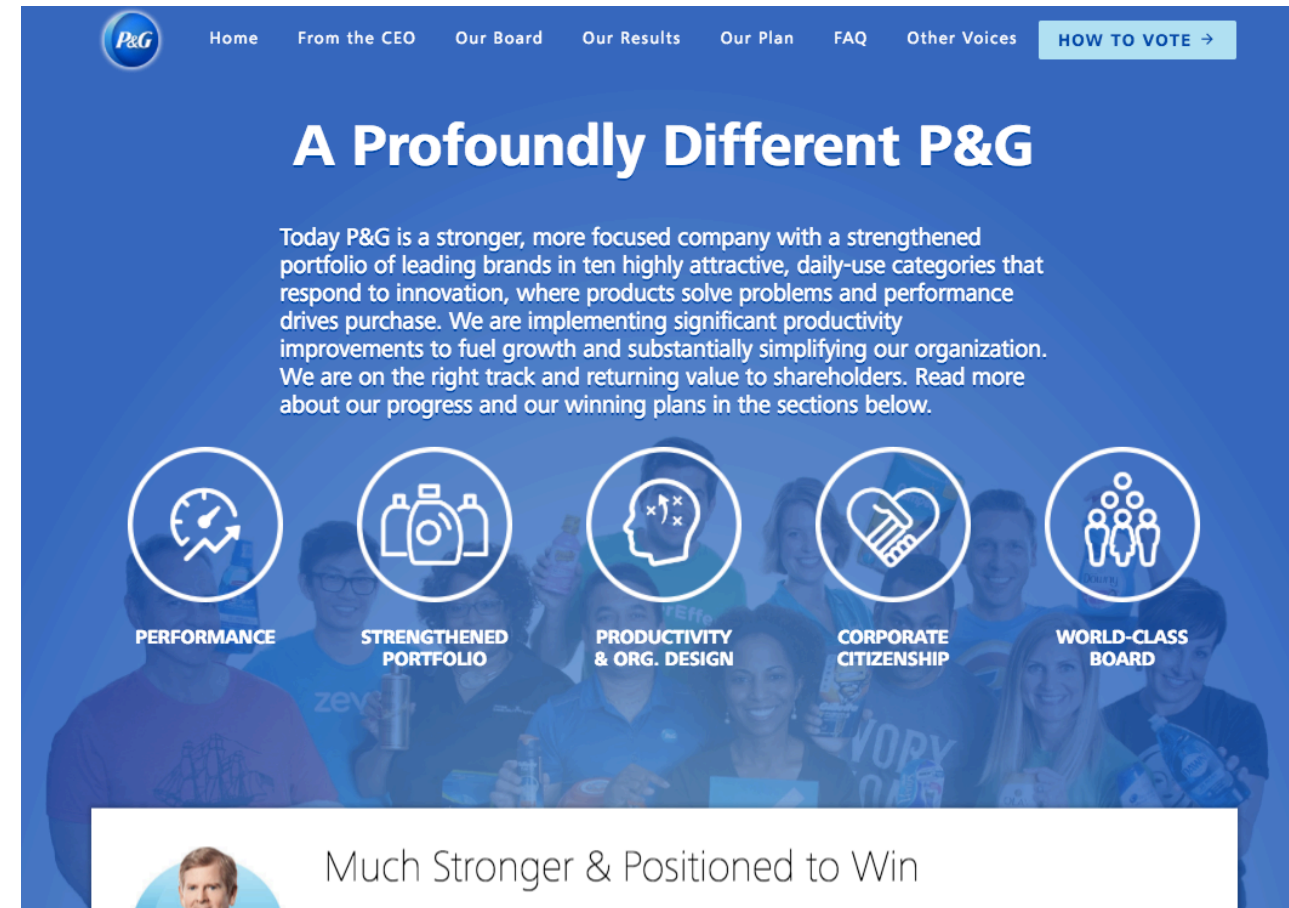 P&G
Home
From the CEO
Our Board
Our Results
Our Plan
FAQ
Other Voices
HOW TO VOTE →
A Profoundly Different P&G
Today P&G is a stronger, more focused company with a strengthened
portfolio of leading brands in ten highly attractive, daily-use categories that
respond to innovation, where products solve problems and performance
drives purchase. We are implementing significant productivity
improvements to fuel growth and substantially simplifying our organization.
We are on the right track and returning value to shareholders. Read more
about our progress and our winning plans in the sections below.
PERFORMANCE
STRENGTHENED
PORTFOLIO
PRODUCTIVITY
& ORG. DESIGN
CORPORATE
CITIZENSHIP
WORLD-CLASS
BOARD
Downy
zev
Much Stronger & Positioned to Win